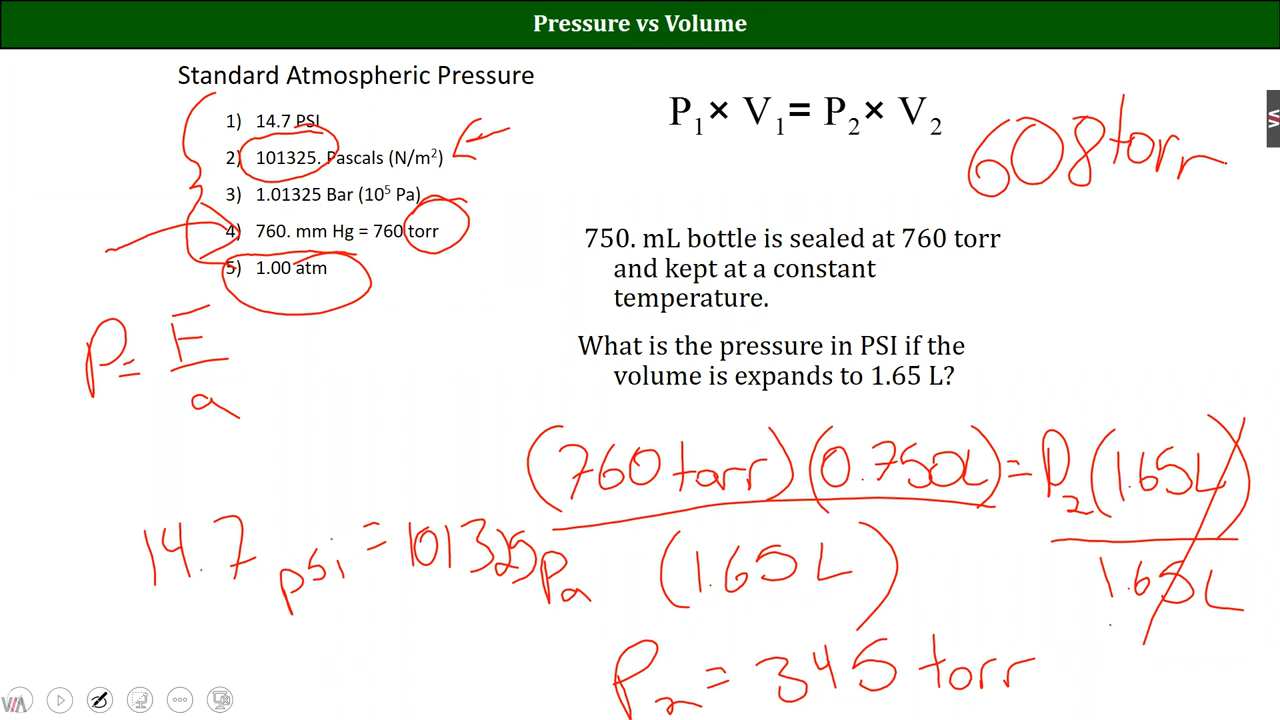 Pressure vs Volume
Standard Atmospheric Pressure
1) 14.7 PSI
2) 101325. Pascals (N/m²)
3) 1.01325 Bar (10⁵ Pa)
4) 760. mm Hg = 760 torr
5) 1.00 atm
P₁ × V₁ = P₂ × V₂
608 torr
750. mL bottle is sealed at 760 torr
and kept at a constant
temperature.
What is the pressure in PSI if the
volume is expands to 1.65 L?
P = F
a
(760 torr) (0.750L) = P₂ (1.65L)
(1.65 L) 1.65L
14.7 psi = 101325 Pa
P₂ = 345 torr
VIA